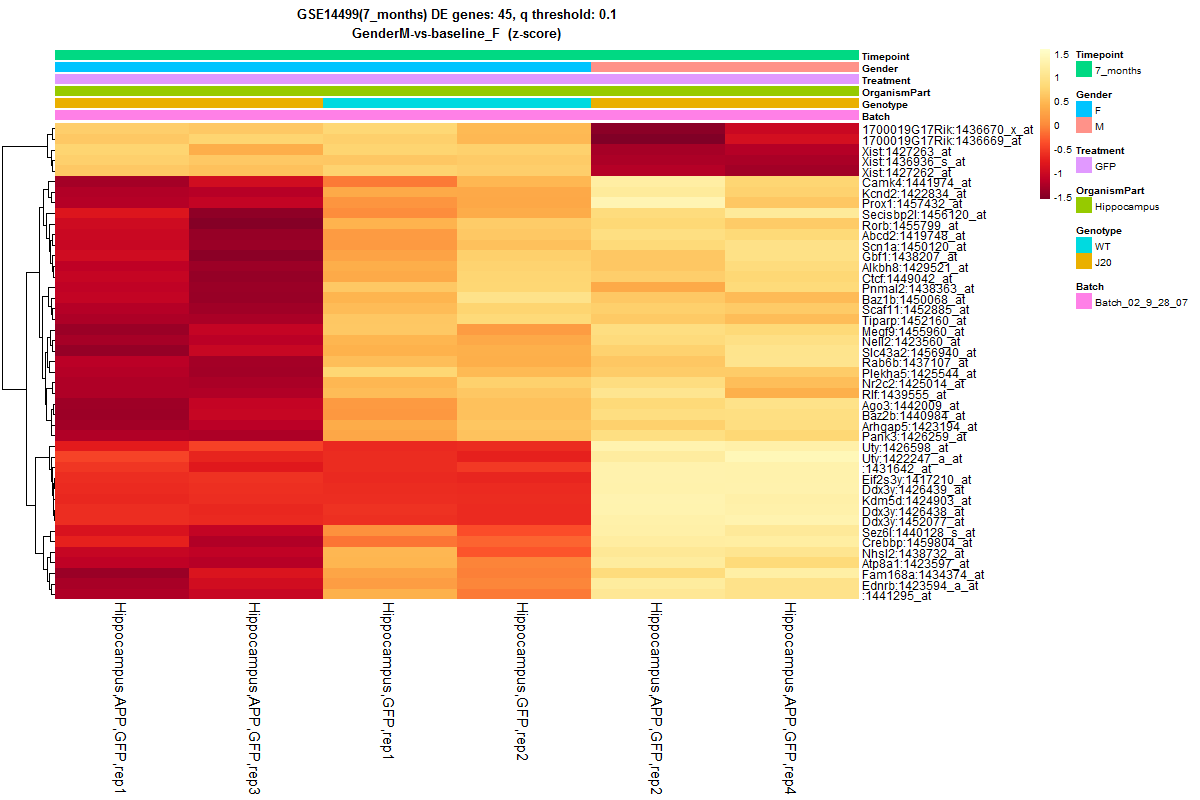 GSE14499(7_months) DE genes: 45, q threshold: 0.1
GenderM-vs-baseline_F (z-score)
Timepoint
Gender
Treatment
OrganismPart
Genotype
Batch
1700019G17Rik:1436670_x_at
1700019G17Rik:1436669_at
Xist:1427263_at
Xist:1436936_s_at
Xist:1427262_at
Camk4:1441974_at
Kcnd2:1422834_at
Prox1:1457432_at
Secisbp2l:1456120_at
Rorb:1455799_at
Abcd2:1419748_at
Scn1a:1450120_at
Gbf1:1438207_at
Alkbh8:1429521_at
Ctcf:1449042_at
Pnmal2:1438363_at
Baz1b:1450068_at
Scaf11:1452885_at
Tiparp:1452160_at
Megf9:1455960_at
Nefl2:1423560_at
Slc43a2:1456940_at
Rab6b:1437107_at
Plekha5:1425544_at
Nr2c2:1425014_at
Rlf:1439555_at
Ago3:1442009_at
Baz2b:1440984_at
Arhgap5:1423194_at
Pank3:1426259_at
Uty:1426598_at
Uty:1422247_a_at
:1431642_at
Eif2s3y:1417210_at
Ddx3y:1426439_at
Kdm5d:1424903_at
Ddx3y:1426438_at
Ddx3y:1452077_at
Sez6l:1440128_s_at
Crebbp:1459804_at
Nhsl2:1438732_at
Atp8a1:1423597_at
Fam168a:1434374_at
Ednrb:1423594_a_at
:1441295_at
Hippocampus,APP,GFP,rep1
Hippocampus,APP,GFP,rep3
Hippocampus,GFP,rep1
Hippocampus,GFP,rep2
Hippocampus,APP,GFP,rep2
Hippocampus,APP,GFP,rep4
1.5
1
0.5
0
-0.5
-1
-1.5
Timepoint
7_months
Gender
F
M
Treatment
GFP
OrganismPart
Hippocampus
Genotype
WT
J20
Batch
Batch_02_9_28_07